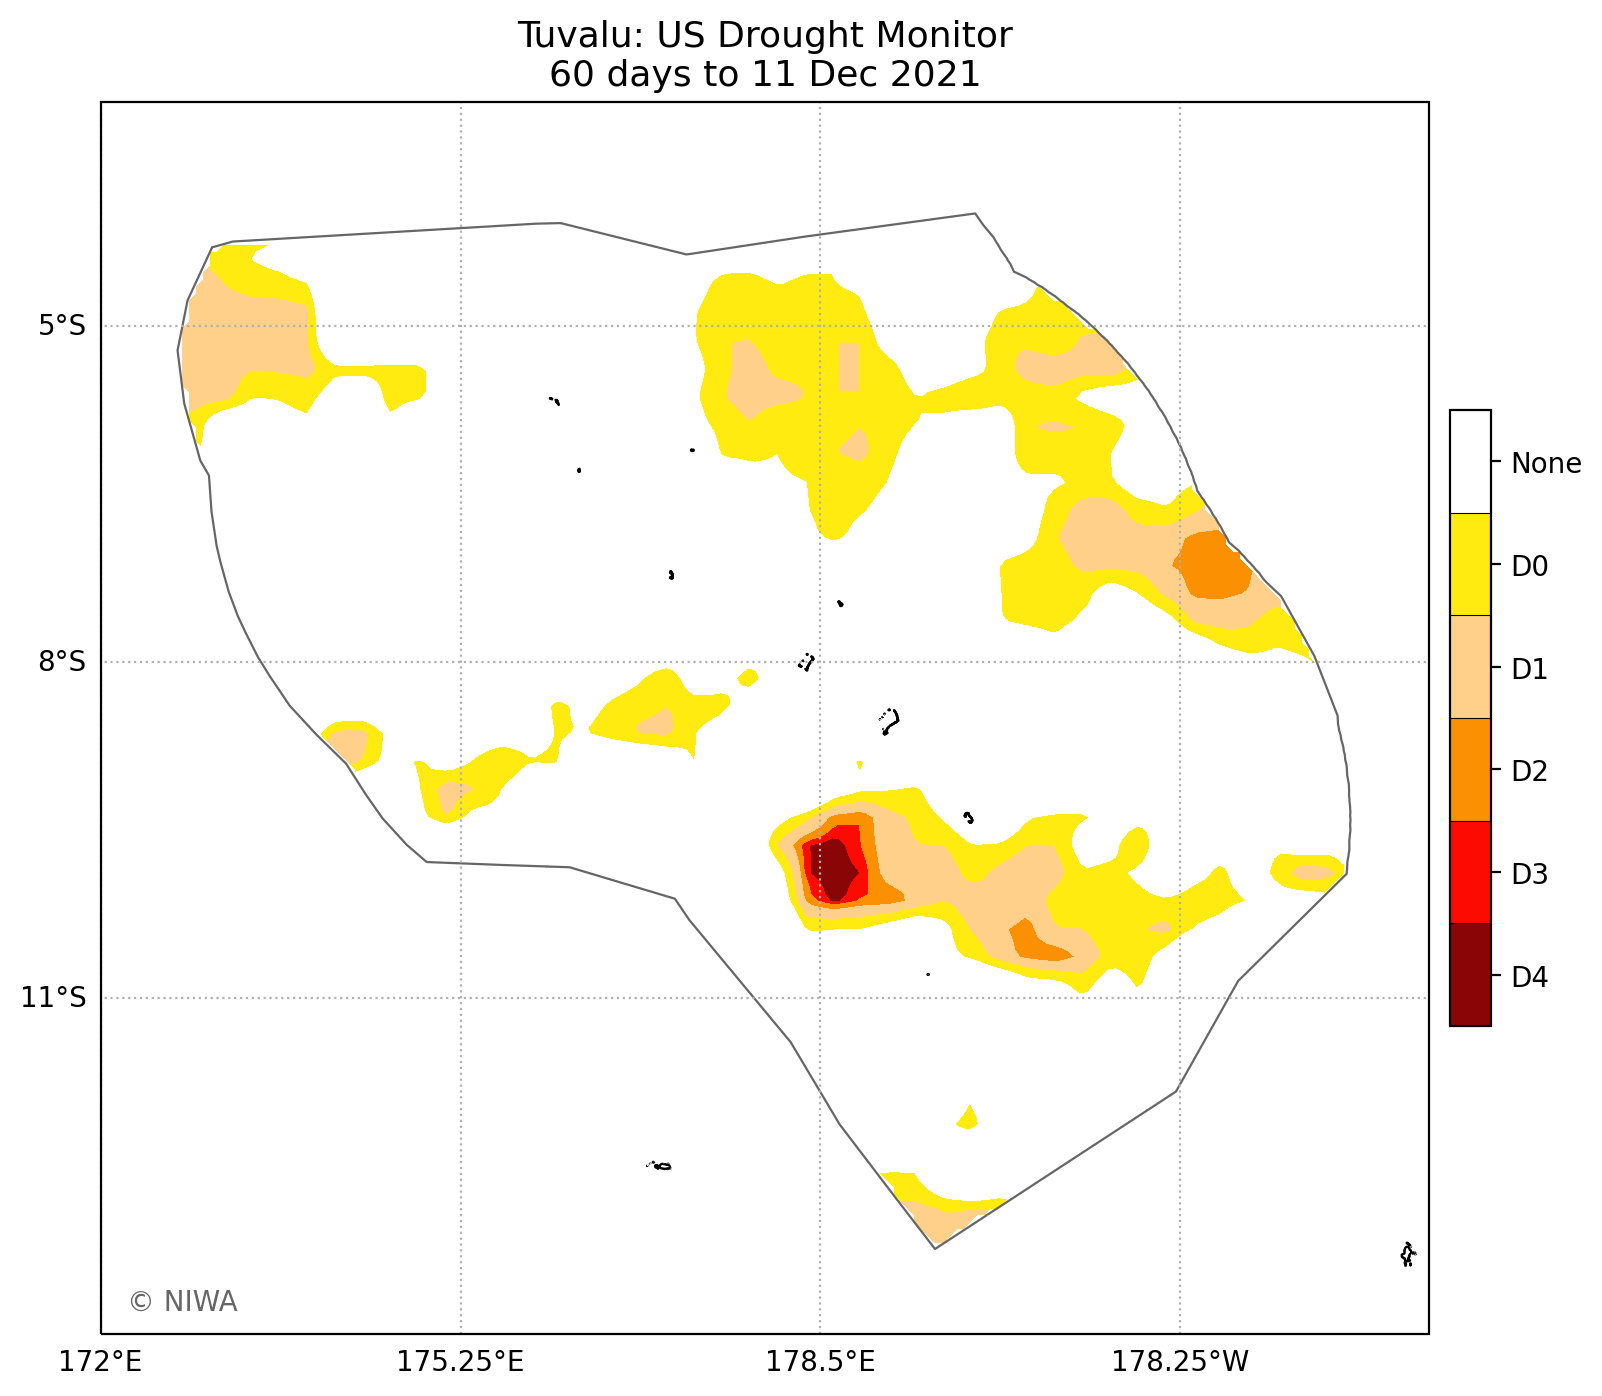 Tuvalu: US Drought Monitor
60 days to 11 Dec 2021
5°S
8°S
11°S
172°E
175.25°E
178.5°E
178.25°W
None
D0
D1
D2
D3
D4
© NIWA